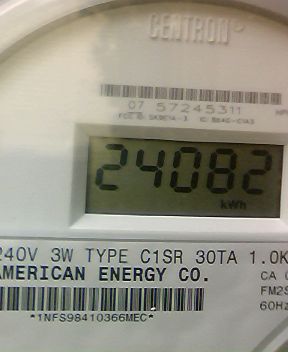 CENTRON
07 57245311
24082
kWh
240V 3W TYPE C1SR 30TA 1.0K
AMERICAN ENERGY CO.
CA
FM2S
60Hz
*1NFS98410366MEC*